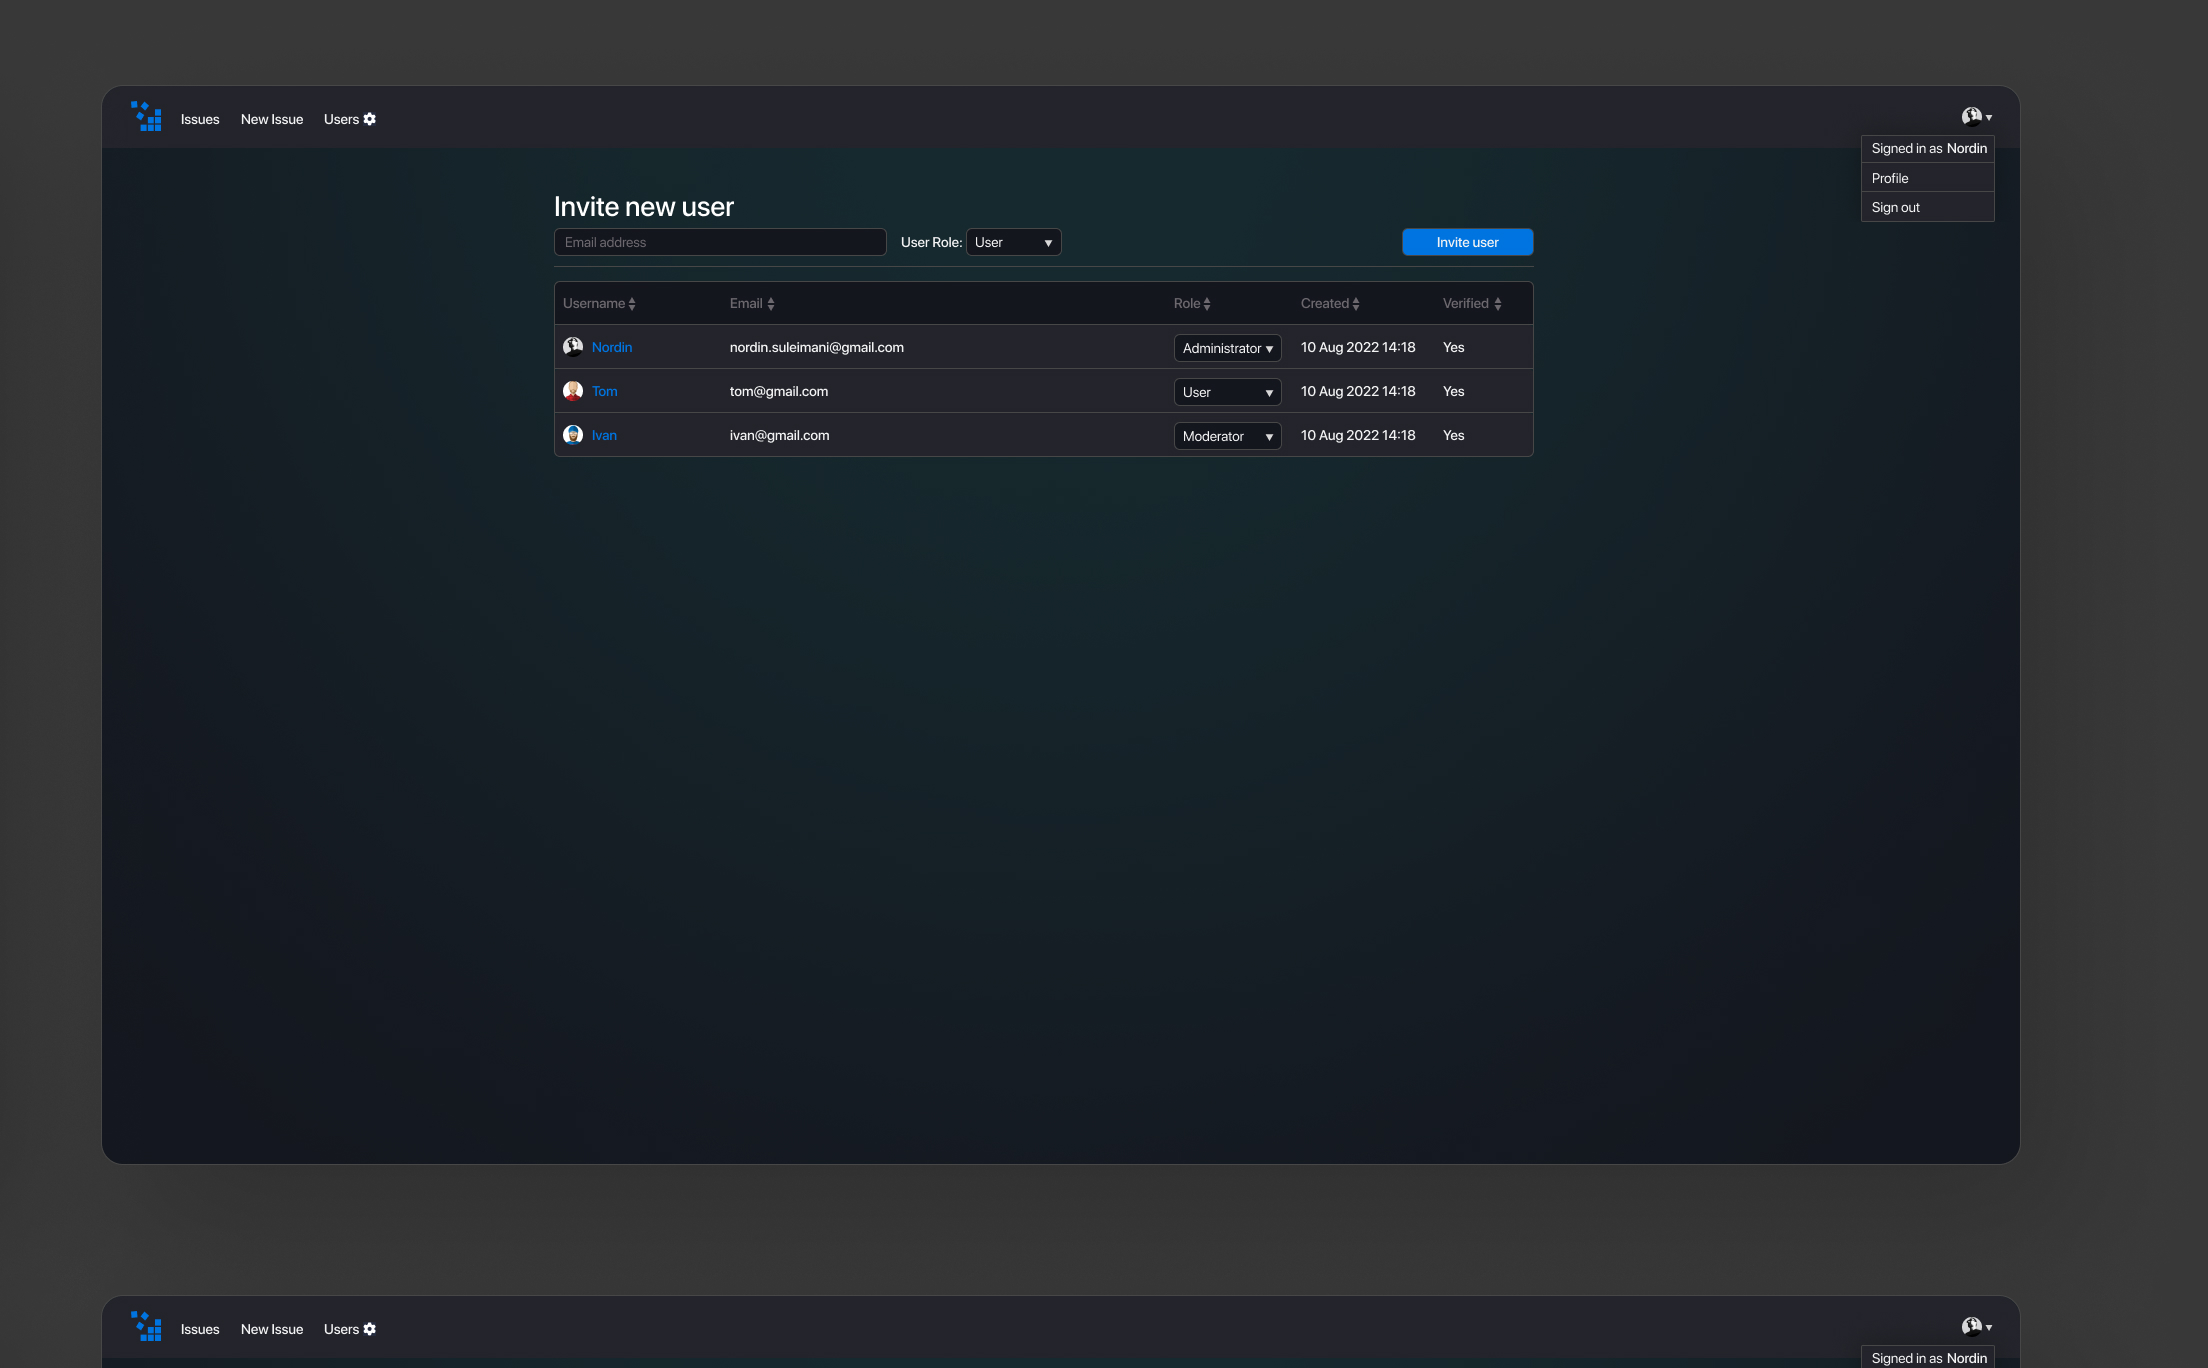 Issues New Issue Users
Signed in as Nordin
Profile
Sign out
Invite new user
Email address User Role: User Invite user
Username Email Role Created Verified
Nordin nordin.suleimani@gmail.com Administrator 10 Aug 2022 14:18 Yes
Tom tom@gmail.com User 10 Aug 2022 14:18 Yes
Ivan ivan@gmail.com Moderator 10 Aug 2022 14:18 Yes
Issues New Issue Users
Signed in as Nordin